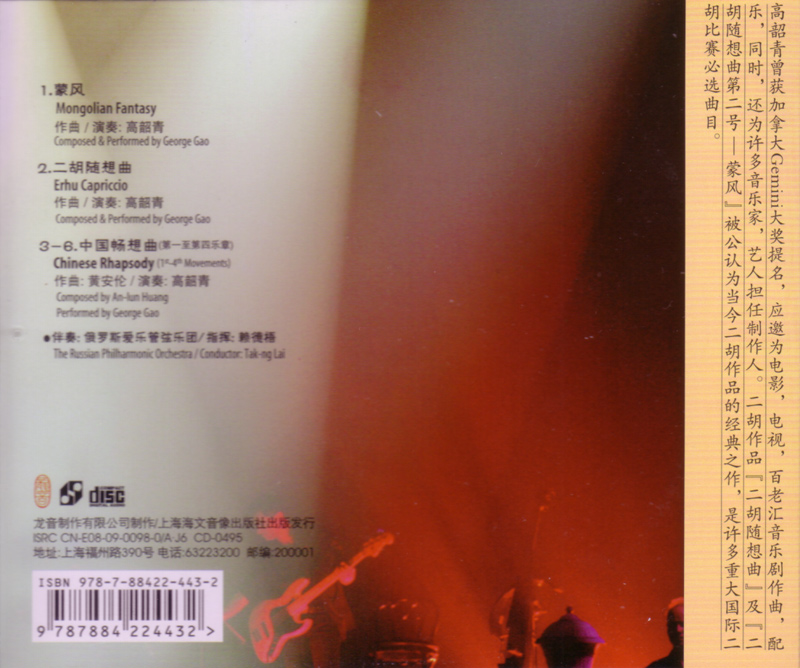 1.蒙风
Mongolian Fantasy
作曲 / 演奏: 高韶青
Composed & Performed by George Gao
2.二胡随想曲
Erhu Capriccio
作曲 / 演奏: 高韶青
Composed & Performed by George Gao
3-6.中国畅想曲(第一至第四乐章)
Chinese Rhapsody (1st-4th Movements)
作曲: 黄安伦 / 演奏: 高韶青
Composed by An-lun Huang
Performed by George Gao
●伴奏: 俄罗斯爱乐管弦乐团/ 指挥: 赖德梧
The Russian Philharmonic Orchestra / Conductor: Tak-ng Lai
disc
龙音制作有限公司制作/上海海文音像出版社出版发行
ISRC CN-E08-09-0098-0/A J6 CD-0495
地址:上海福州路390号 电话:63223200 邮编:200001
ISBN 978-7-88422-443-2
9 787884 224432 >
高韶青曾获加拿大Gemini大奖提名，应邀为电影，电视，百老汇音乐剧作曲，配
乐，同时，还为许多音乐家，艺人担任制作人。二胡作品『二胡随想曲』及『二
胡随想曲第二号—蒙风』被公认为当今二胡作品的经典之作，是许多重大国际二
胡比赛必选曲目。